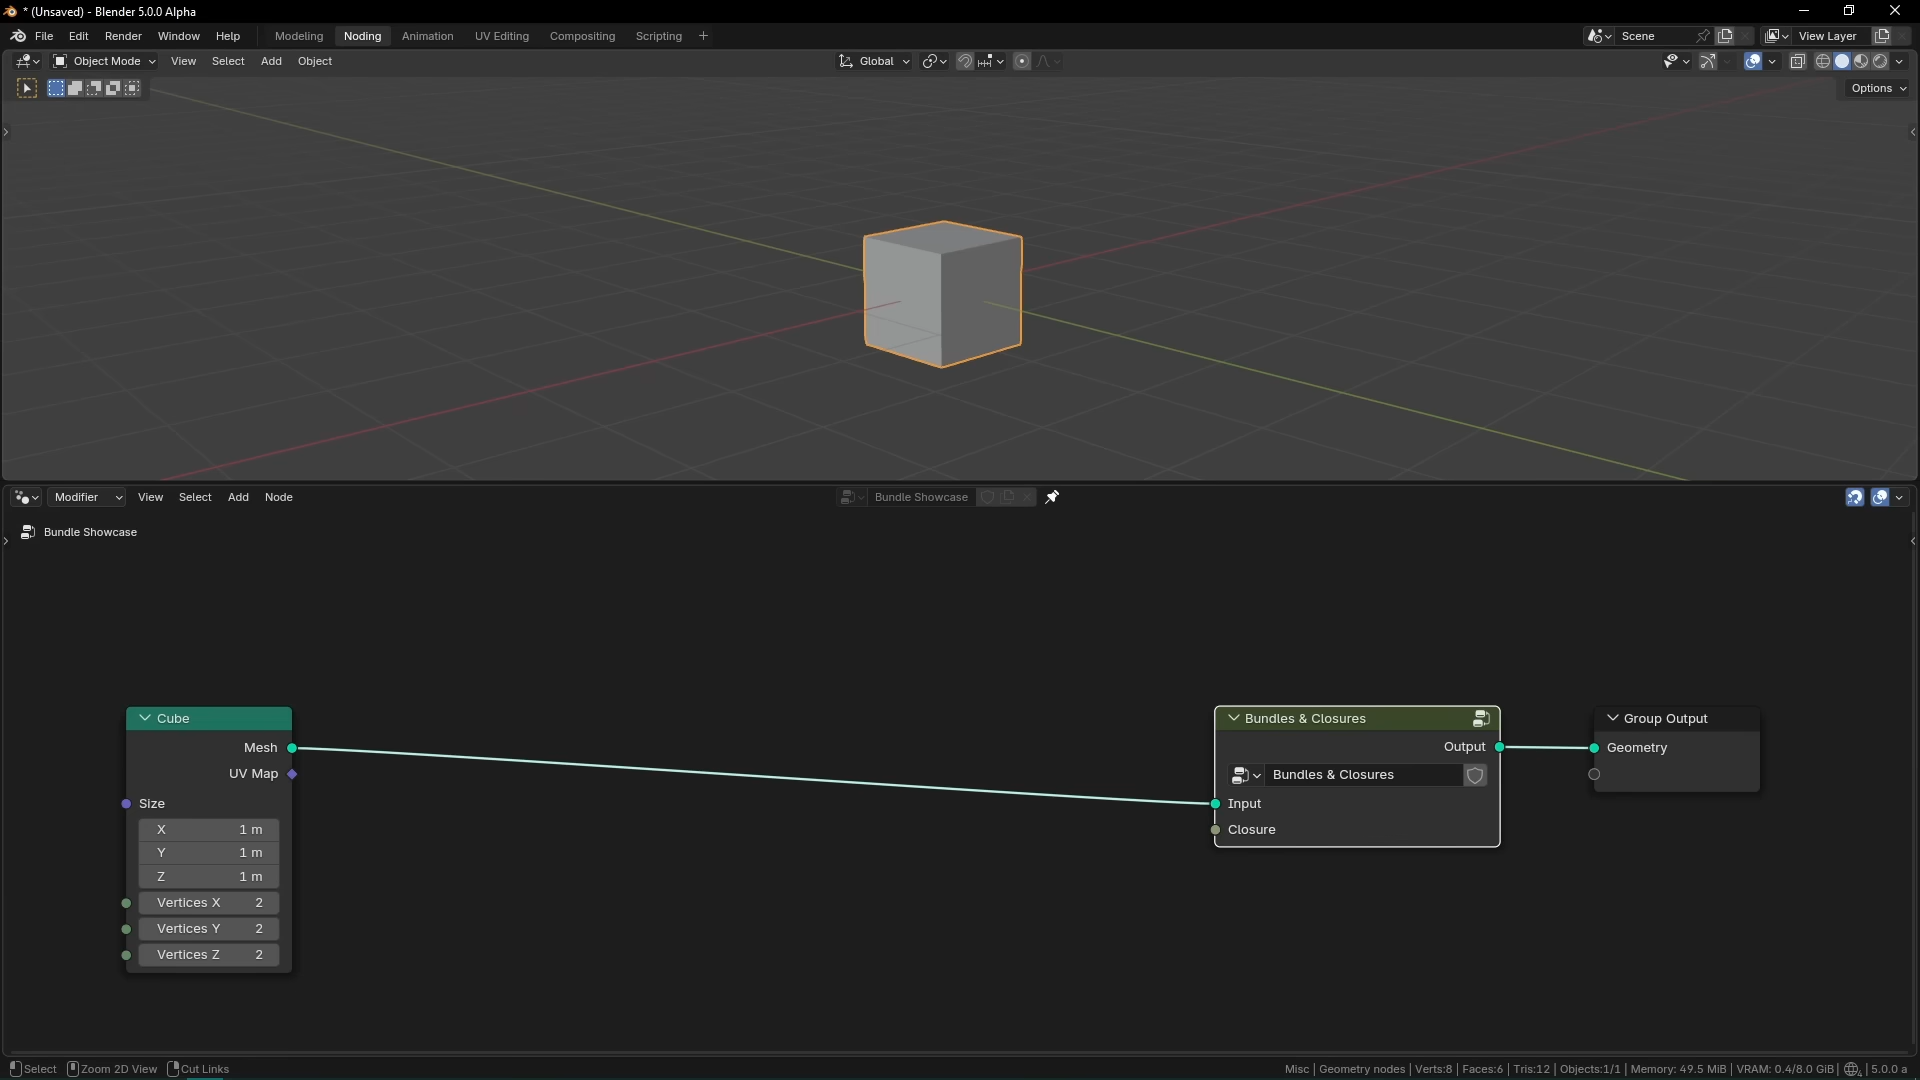 * (Unsaved) - Blender 5.0.0 Alpha
File Edit Render Window Help Modeling Noding Animation UV Editing Compositing Scripting + Scene View Layer
Object Mode View Select Add Object Global
Options
Modifier View Select Add Node Bundle Showcase
Bundle Showcase
Cube
Mesh
UV Map
Size
X 1 m
Y 1 m
Z 1 m
Vertices X 2
Vertices Y 2
Vertices Z 2
Bundles & Closures
Output
Bundles & Closures
Input
Closure
Group Output
Geometry
Select Zoom 2D View Cut Links Misc | Geometry nodes | Verts:8 | Faces:6 | Tris:12 | Objects:1/1 | Memory: 49.5 MiB | VRAM: 0.4/8.0 GiB | 5.0.0 a